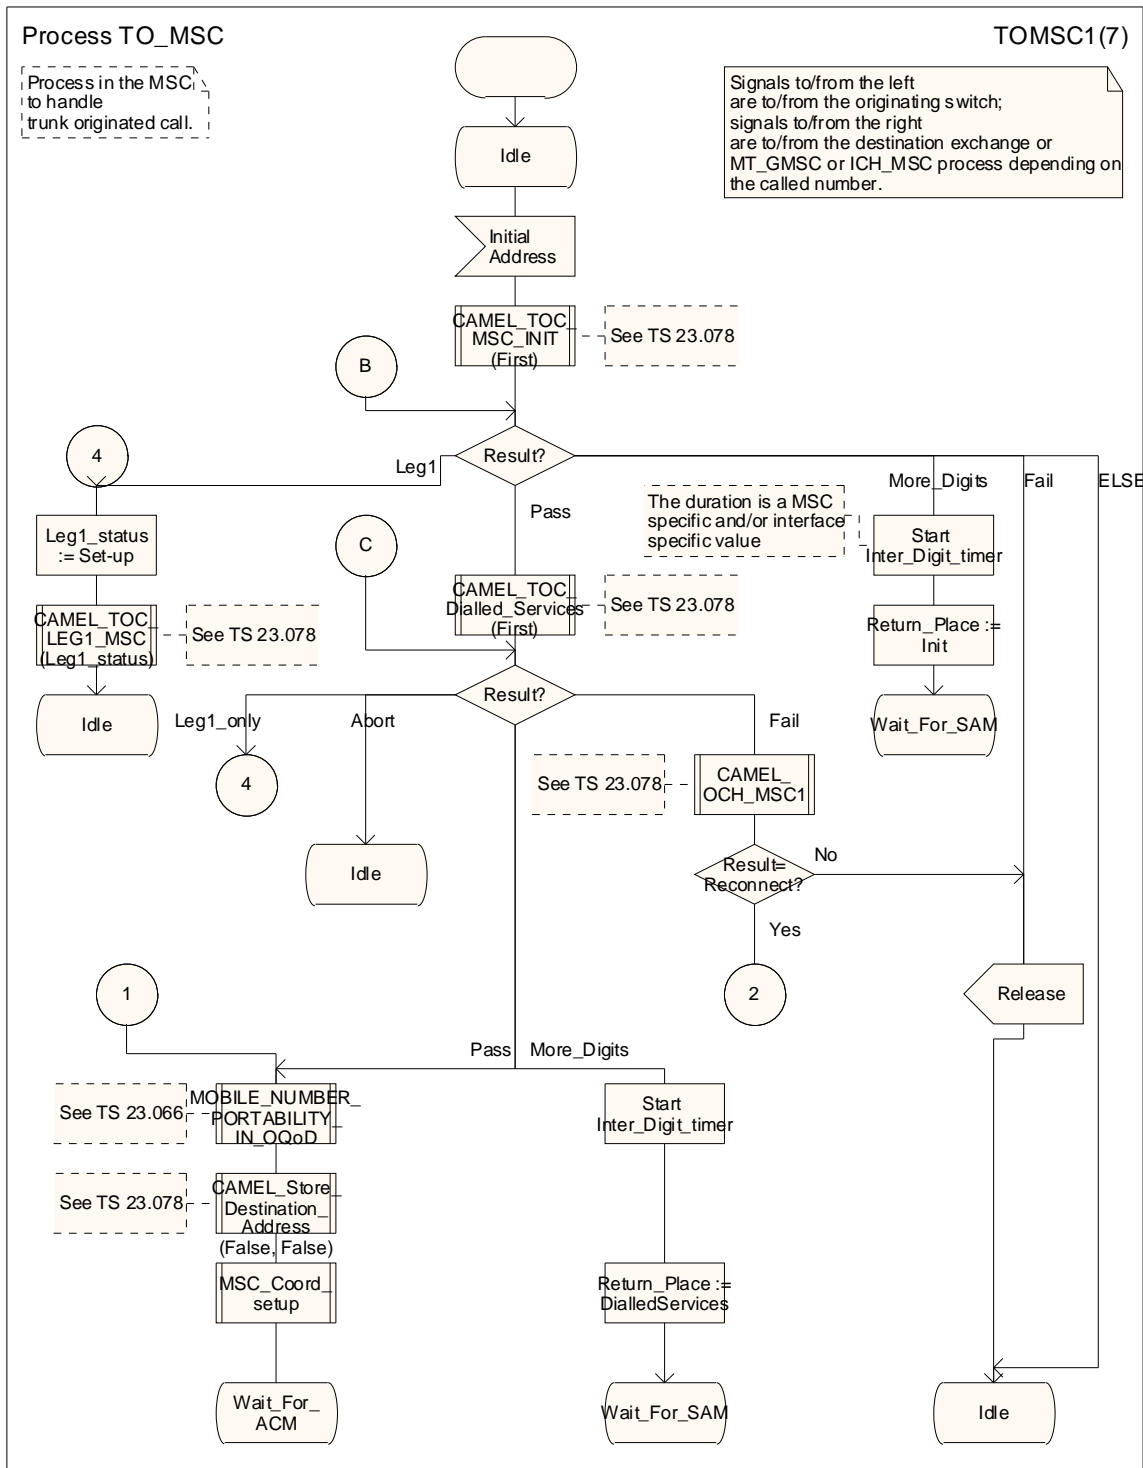 Process TO_MSC
TOMSC1(7)
Process in the MSC
to handle
trunk originated call.
Signals to/from the left
are to/from the originating switch;
signals to/from the right
are to/from the destination exchange or
MT_GMSC or ICH_MSC process depending on
the called number.
Idle
Initial
Address
CAMEL_TOC_
MSC_INIT
(First)
See TS 23.078
B
4
Result?
Leg1
More_Digits
Fail
ELSE
Pass
Leg1_status
:= Set-up
C
The duration is a MSC
specific and/or interface
specific value
Start
Inter_Digit_timer
CAMEL_TOC_
LEG1_MSC
(Leg1_status)
See TS 23.078
CAMEL_TOC_
Dialled_Services
(First)
See TS 23.078
Return_Place :=
Init
Idle
Result?
Leg1_only
Abort
Fail
Wait_For_SAM
4
See TS 23.078
CAMEL_
OCH_MSC1
Idle
Result=
Reconnect?
No
Yes
1
2
Release
Pass
More_Digits
See TS 23.066
MOBILE_NUMBER_
PORTABILITY_
IN_OQoD
Start
Inter_Digit_timer
See TS 23.078
CAMEL_Store_
Destination_
Address
(False, False)
MSC_Coord_
setup
Return_Place :=
DialledServices
Wait_For_
ACM
Wait_For_SAM
Idle